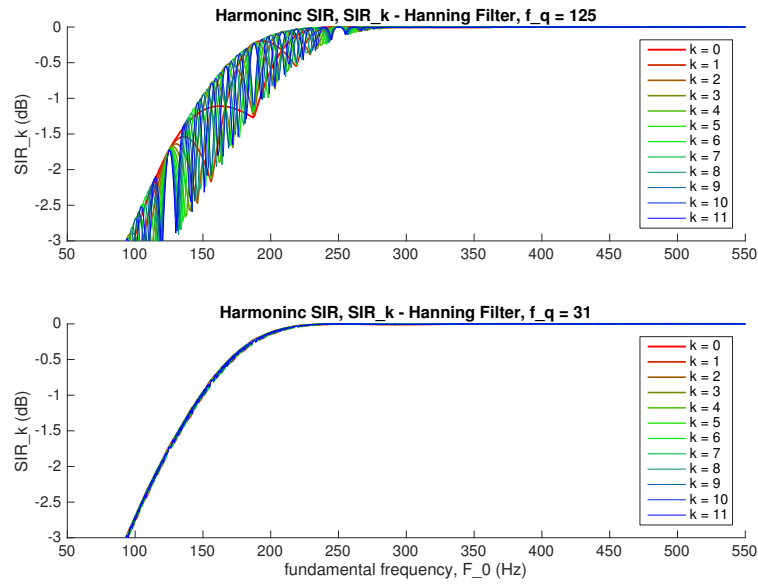 Harmoninc SIR, SIR_k - Hanning Filter, f_q = 125
0
-0.5
-1
-1.5
-2
-2.5
-3
SIR_k (dB)
k = 0
k = 1
k = 2
k = 3
k = 4
k = 5
k = 6
k = 7
k = 8
k = 9
k = 10
k = 11
50 100 150 200 250 300 350 400 450 500 550
Harmoninc SIR, SIR_k - Hanning Filter, f_q = 31
0
-0.5
-1
-1.5
-2
-2.5
-3
SIR_k (dB)
k = 0
k = 1
k = 2
k = 3
k = 4
k = 5
k = 6
k = 7
k = 8
k = 9
k = 10
k = 11
50 100 150 200 250 300 350 400 450 500 550
fundamental frequency, F_0 (Hz)